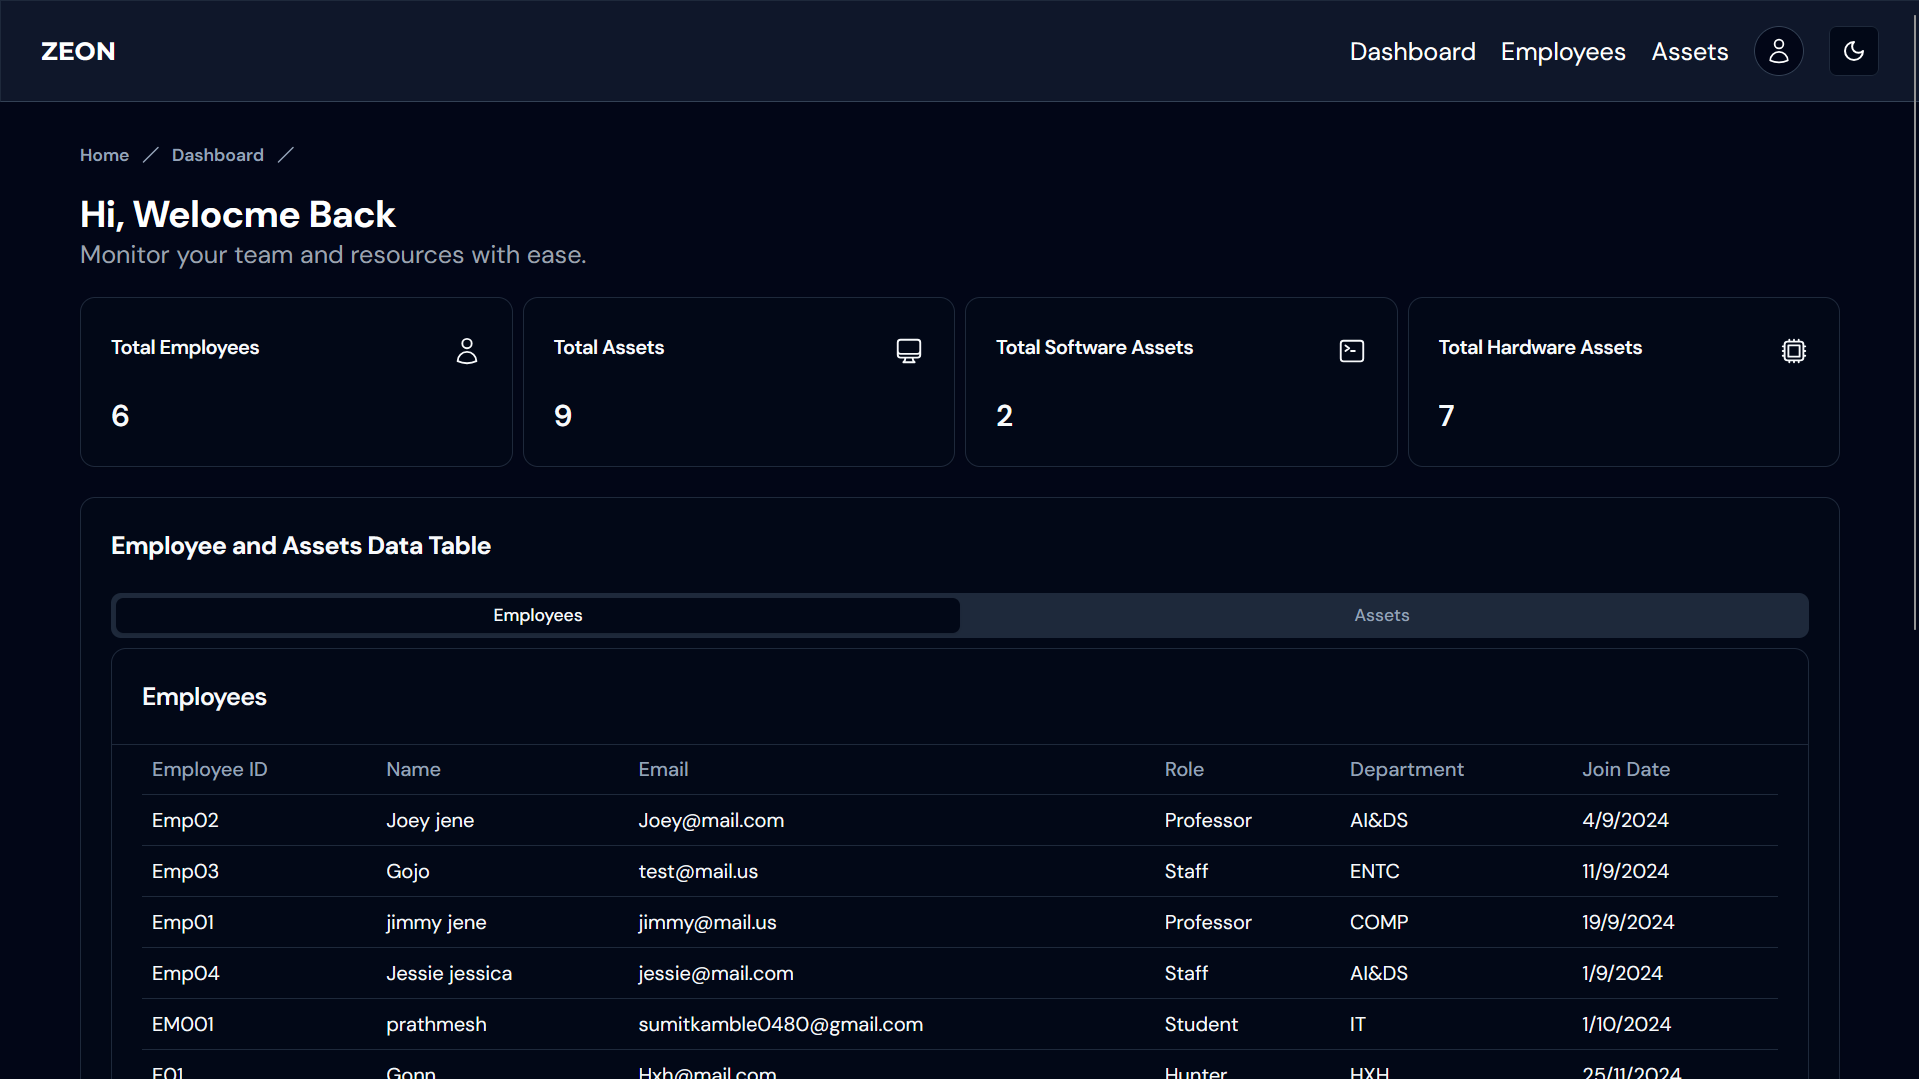 ZEON
Dashboard Employees Assets
Home / Dashboard /
Hi, Welocme Back
Monitor your team and resources with ease.
Total Employees
6
Total Assets
9
Total Software Assets
2
Total Hardware Assets
7
Employee and Assets Data Table
Employees Assets
Employees
Employee ID Name Email Role Department Join Date
Emp02 Joey jene Joey@mail.com Professor AI&DS 4/9/2024
Emp03 Gojo test@mail.us Staff ENTC 11/9/2024
Emp01 jimmy jene jimmy@mail.us Professor COMP 19/9/2024
Emp04 Jessie jessica jessie@mail.com Staff AI&DS 1/9/2024
EM001 prathmesh sumitkamble0480@gmail.com Student IT 1/10/2024
E01 Gonn Hxh@mail.com Hunter HXH 25/11/2024